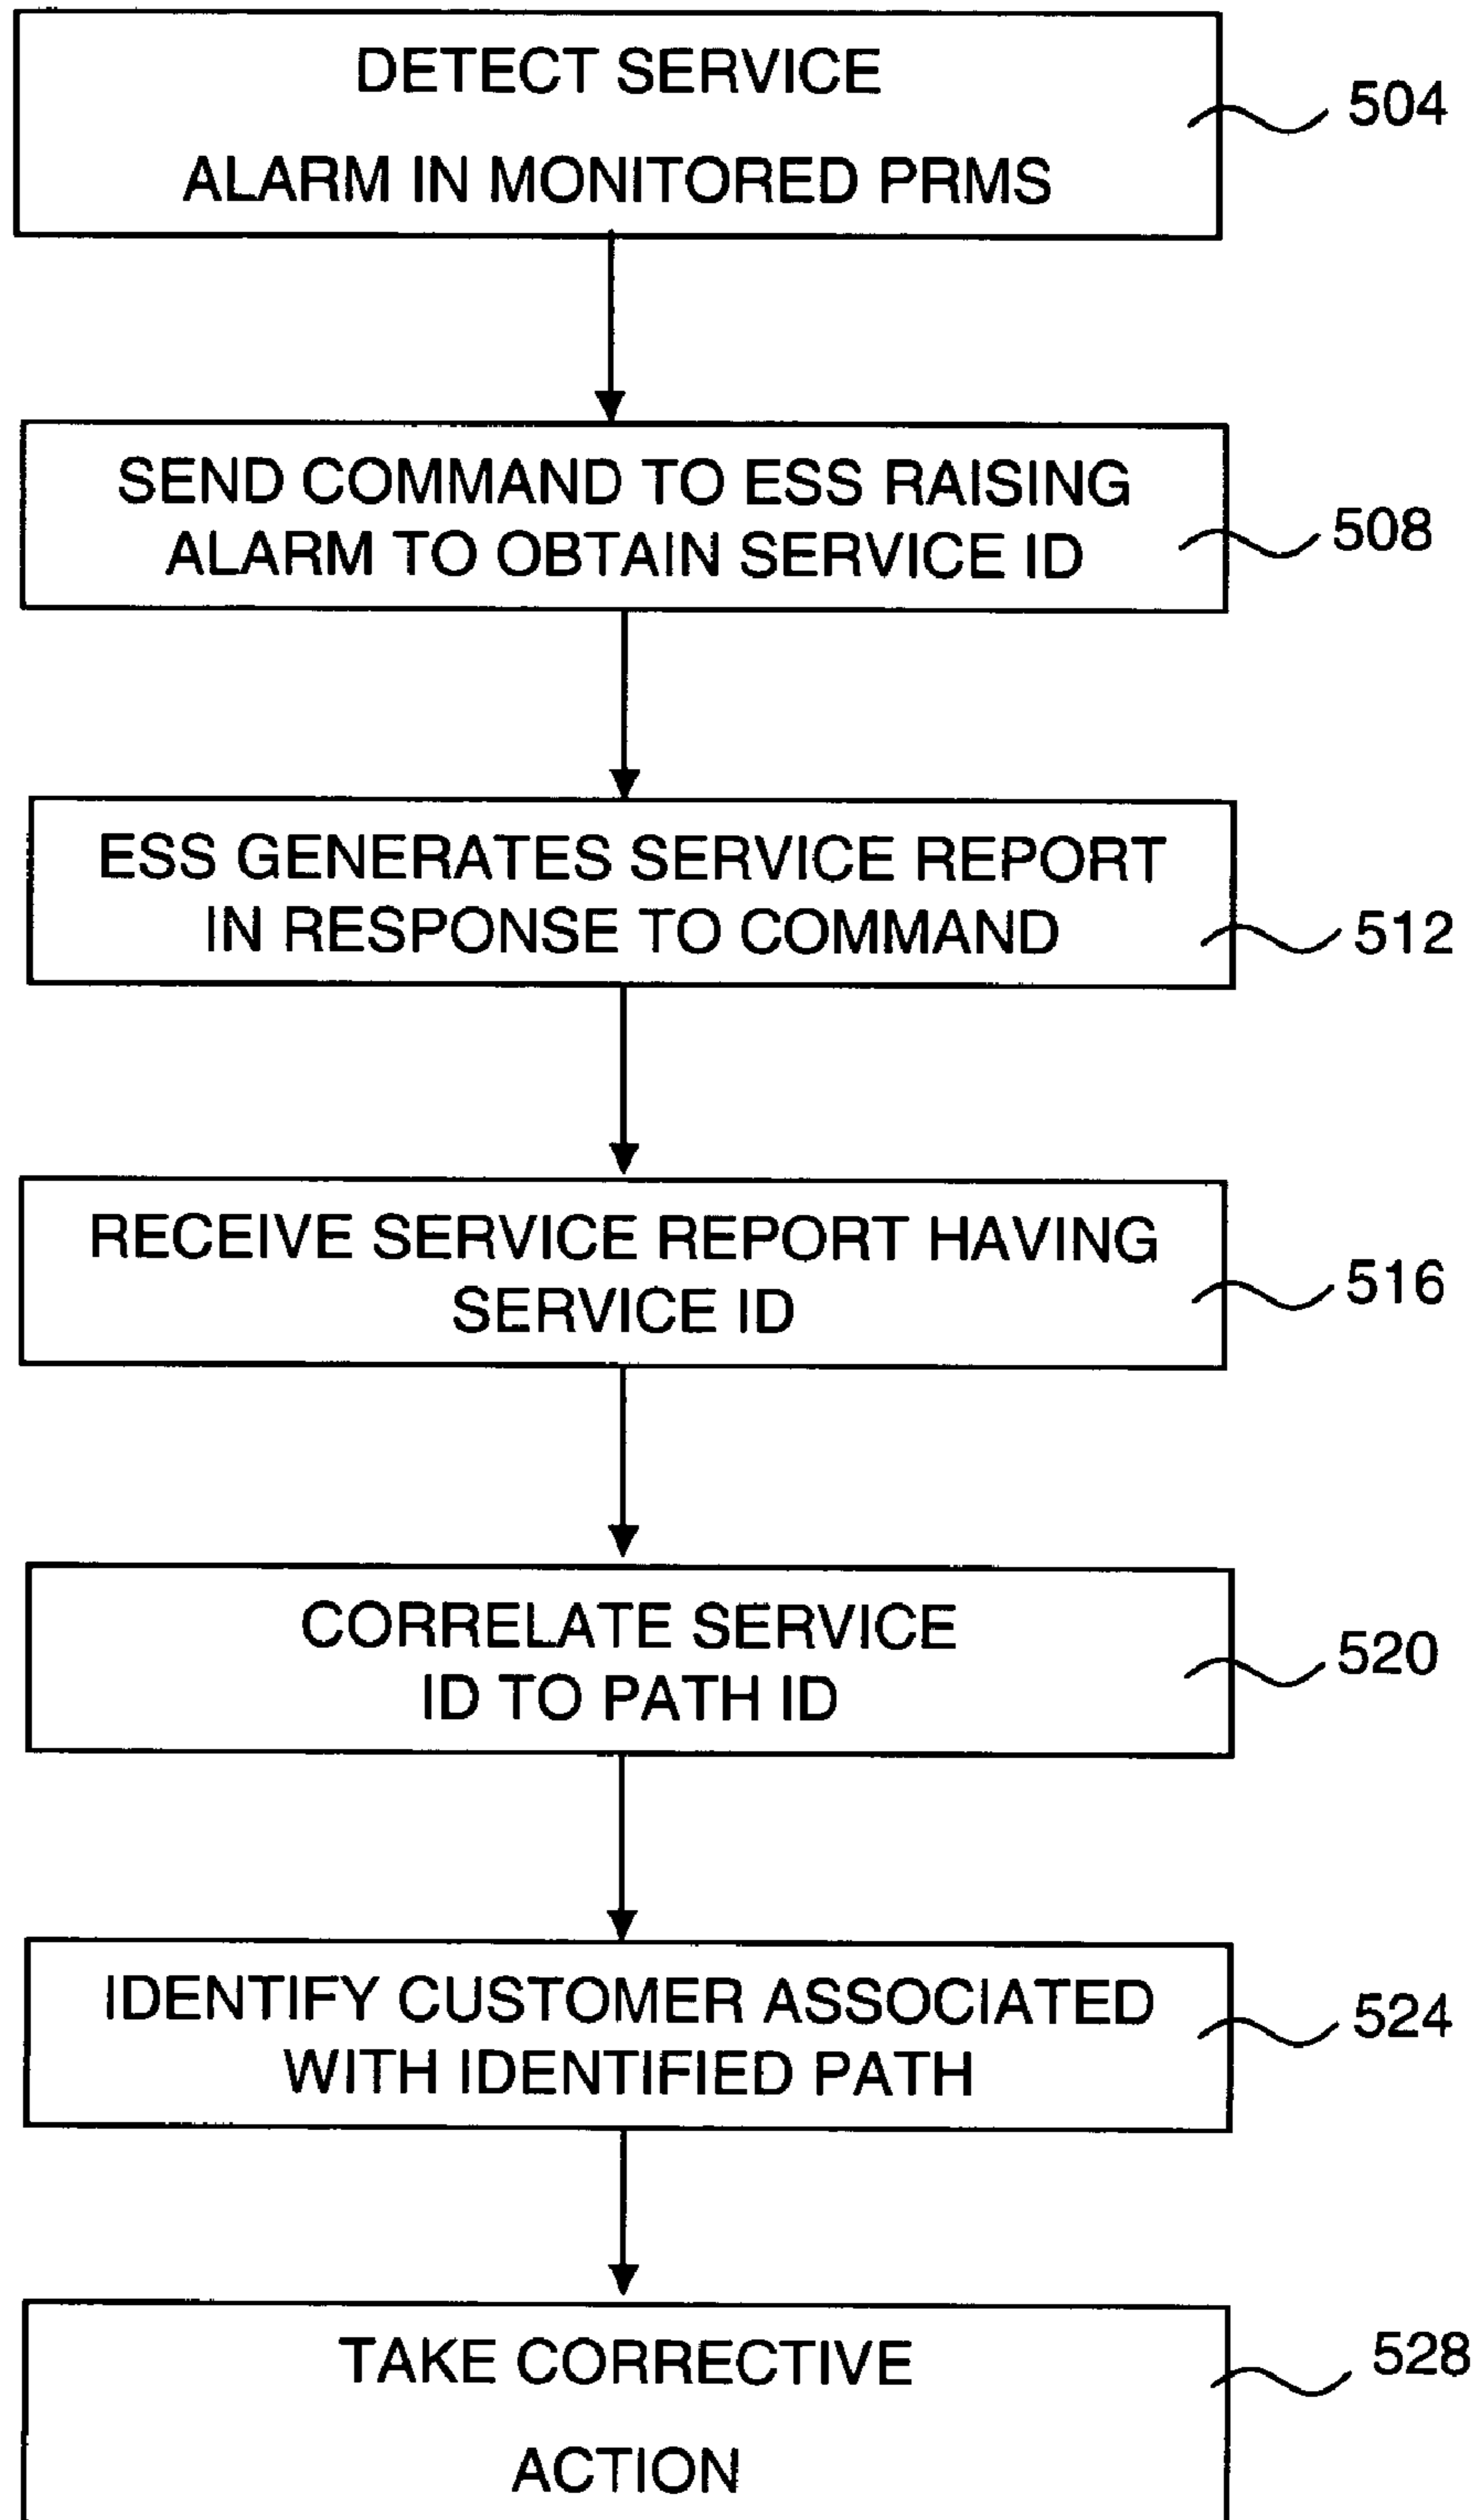 DETECT SERVICE
ALARM IN MONITORED PRMS
504
SEND COMMAND TO ESS RAISING
ALARM TO OBTAIN SERVICE ID
508
ESS GENERATES SERVICE REPORT
IN RESPONSE TO COMMAND
512
RECEIVE SERVICE REPORT HAVING
SERVICE ID
516
CORRELATE SERVICE
ID TO PATH ID
520
IDENTIFY CUSTOMER ASSOCIATED
WITH IDENTIFIED PATH
524
TAKE CORRECTIVE
ACTION
528